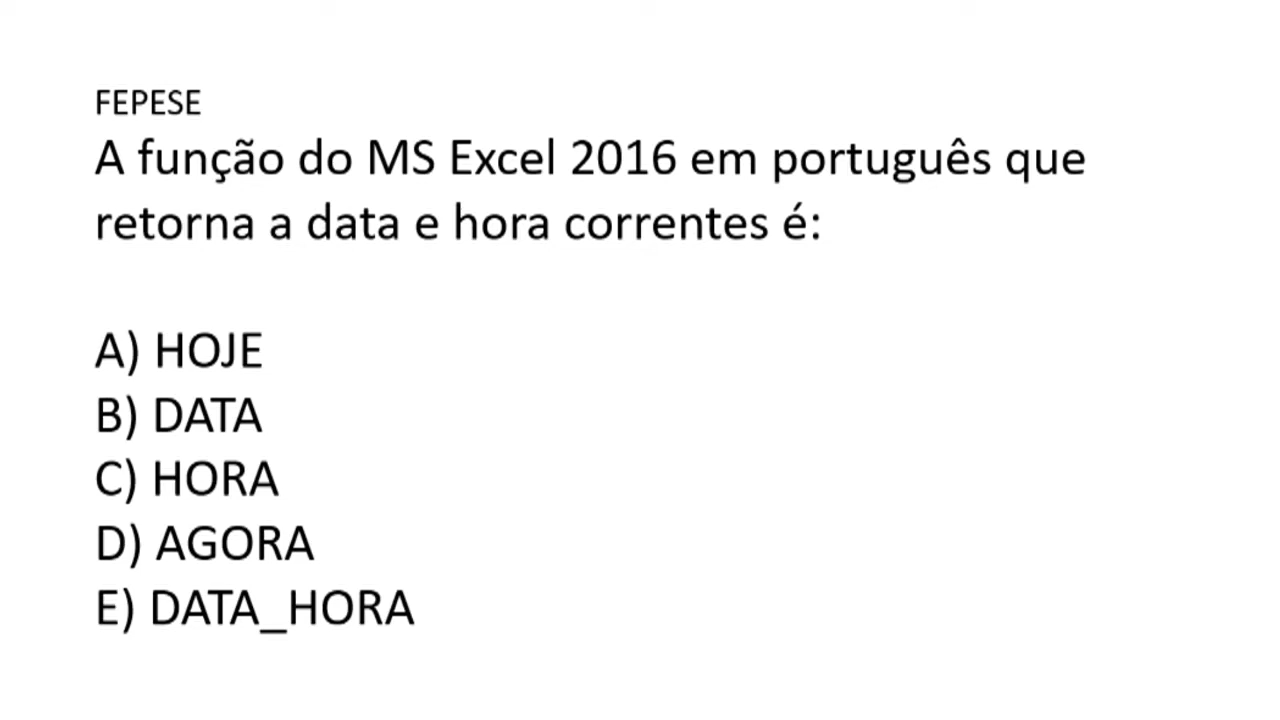 FEPESE
A função do MS Excel 2016 em português que
retorna a data e hora correntes é:
A) HOJE
B) DATA
C) HORA
D) AGORA
E) DATA_HORA